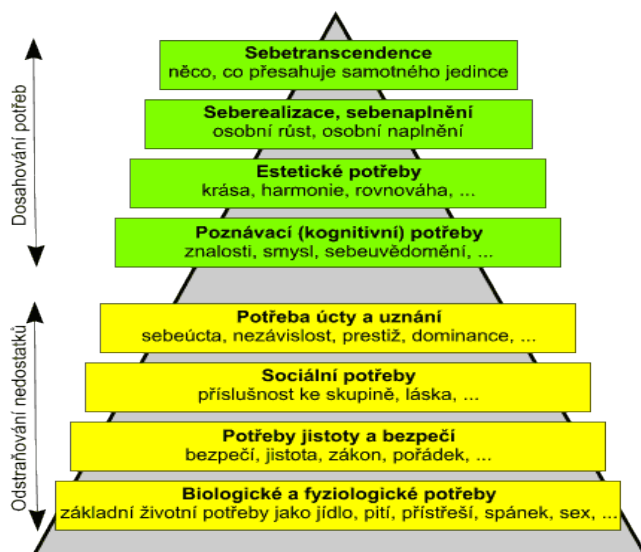 Sebetranscendence
něco, co přesahuje samotného jedince
Seberealizace, sebenaplnění
osobní růst, osobní naplnění
Estetické potřeby
krása, harmonie, rovnováha, ...
Poznávací (kognitivní) potřeby
znalosti, smysl, sebeuvědomění, ...
Dosahování potřeb
Potřeba úcty a uznání
sebeúcta, nezávislost, prestiž, dominance, ...
Sociální potřeby
příslušnost ke skupině, láska, ...
Potřeby jistoty a bezpečí
bezpečí, jistota, zákon, pořádek, ...
Biologické a fyziologické potřeby
základní životní potřeby jako jídlo, pití, přístřeší, spánek, sex, ...
Odstraňování nedostatků